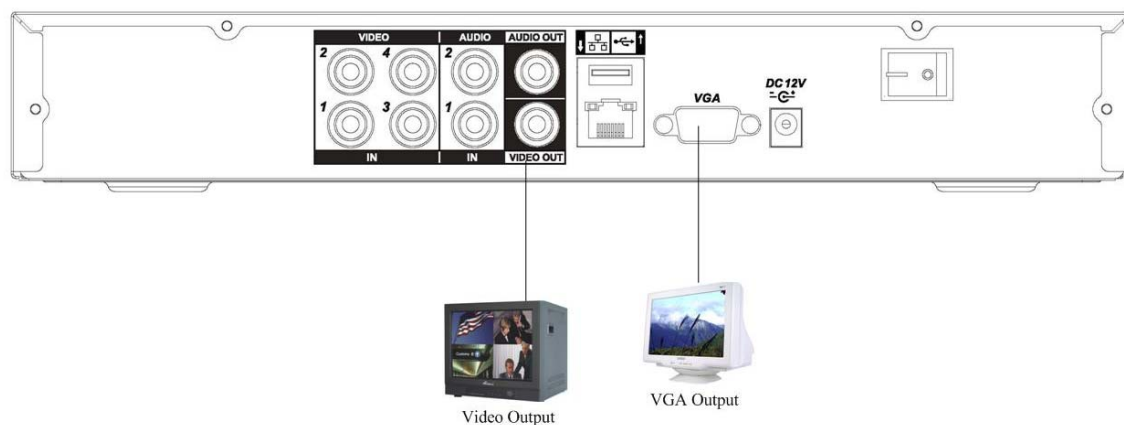 VIDEO AUDIO AUDIO OUT
2 4 2
1 3 1
IN IN VIDEO OUT
VGA
DC 12V
- +
Video Output
VGA Output